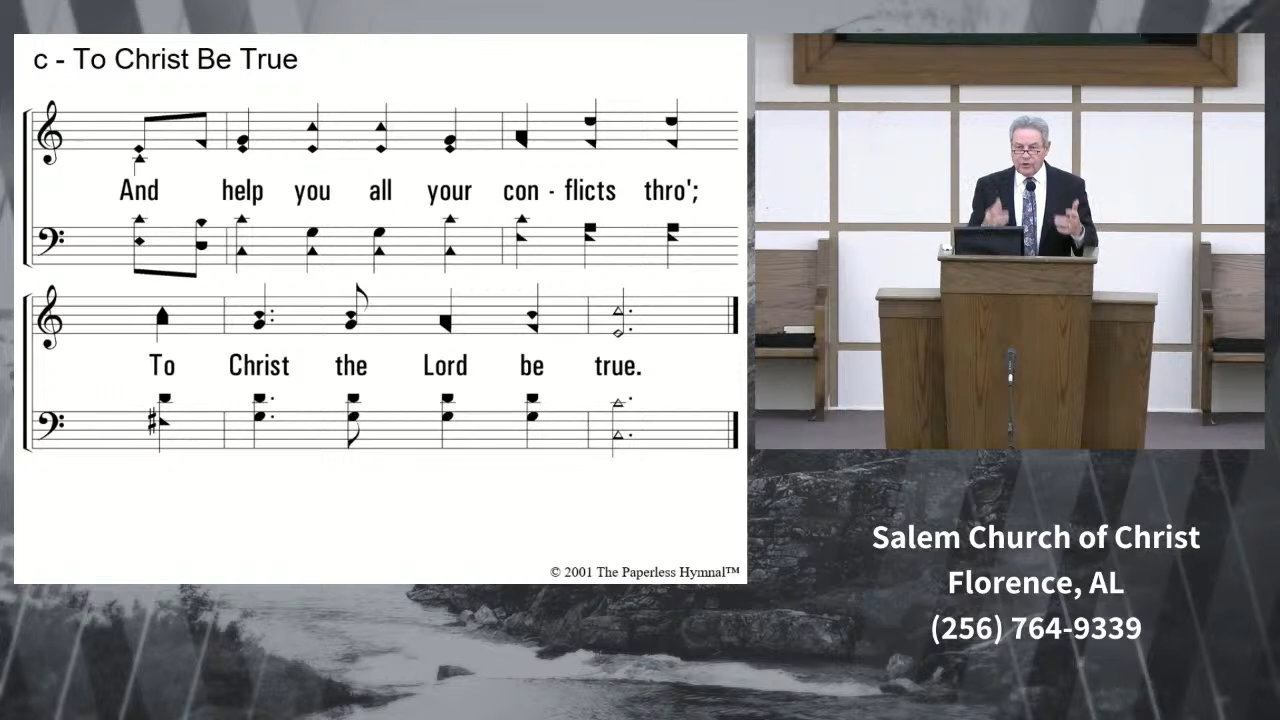 c - To Christ Be True
And help you all your con - flicts thro';
To Christ the Lord be true.
© 2001 The Paperless Hymnal™
Salem Church of Christ
Florence, AL
(256) 764-9339